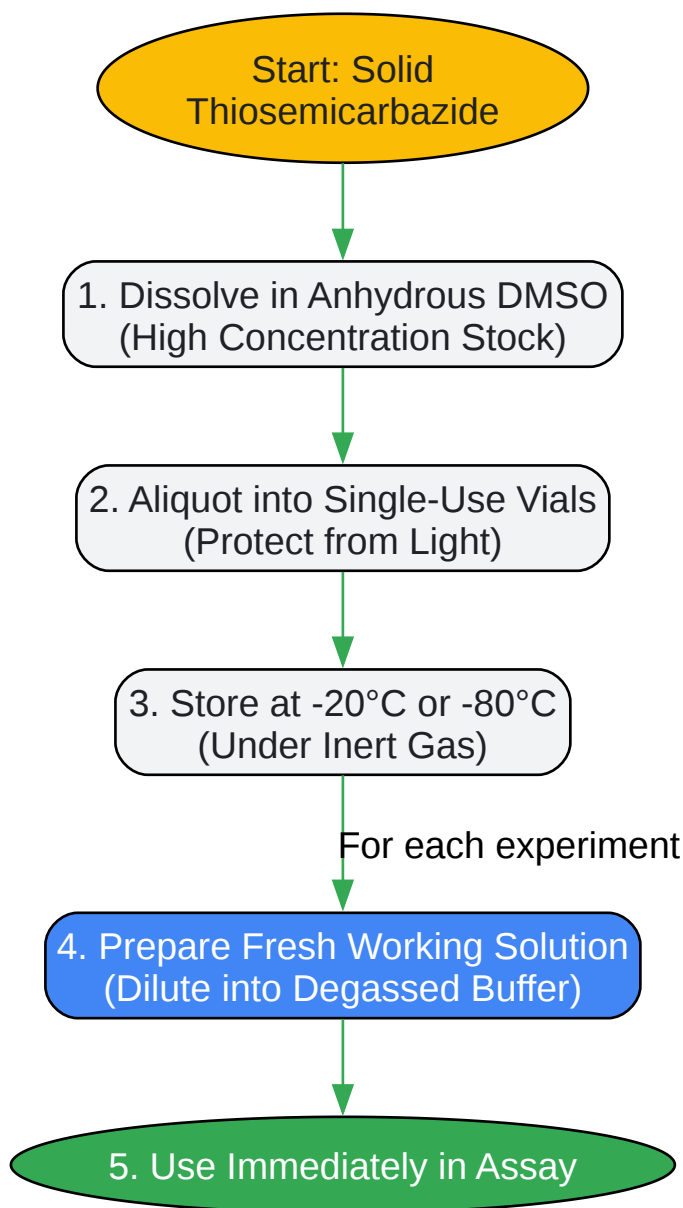 Start: Solid
Thiosemicarbazide
1. Dissolve in Anhydrous DMSO
(High Concentration Stock)
2. Aliquot into Single-Use Vials
(Protect from Light)
3. Store at -20°C or -80°C
(Under Inert Gas)
For each experiment
4. Prepare Fresh Working Solution
(Dilute into Degassed Buffer)
5. Use Immediately in Assay